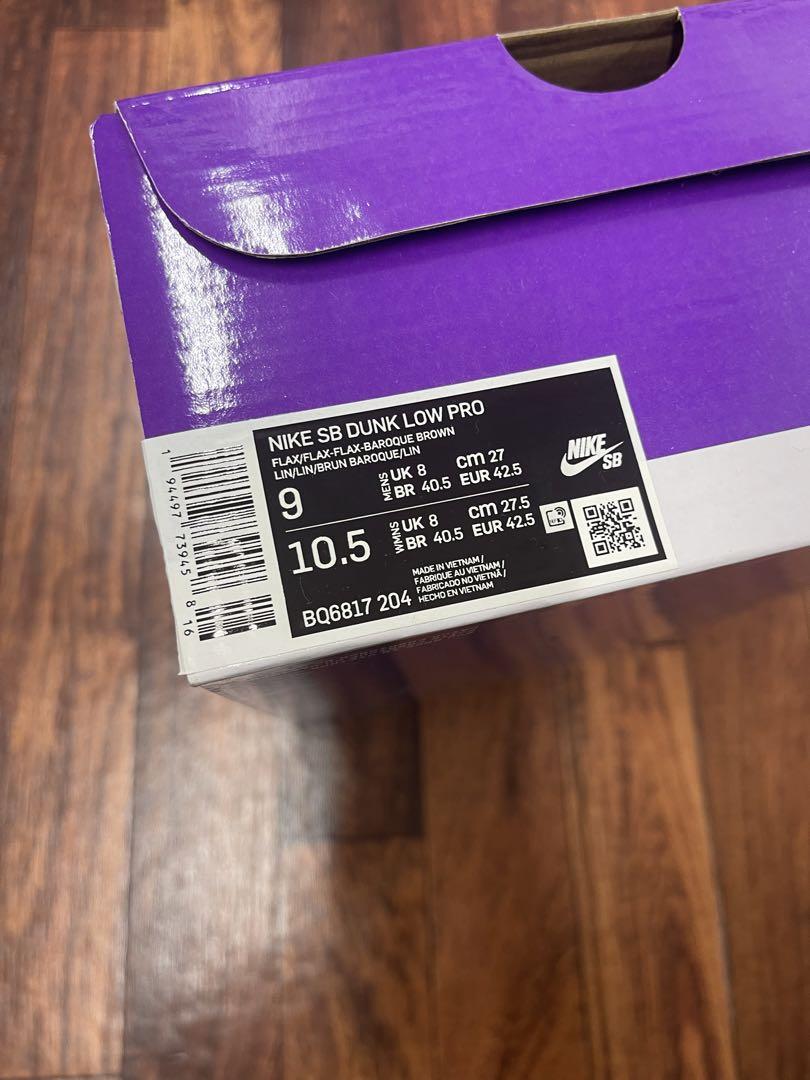 NIKE SB DUNK LOW PRO
FLAX/FLAX-FLAX-BAROQUE BROWN
LIN/LIN/BRUN BAROQUE/LIN
9 MENS UK 8 cm 27
BR 40.5 EUR 42.5
10.5 WMNS UK 8 cm 27.5
BR 40.5 EUR 42.5
BQ6817 204
MADE IN VIETNAM /
FABRIQUE AU VIETNAM /
FABRICADO NO VIETNÃ /
HECHO EN VIETNAM
NIKE
SB
1 94497 73945 8 16